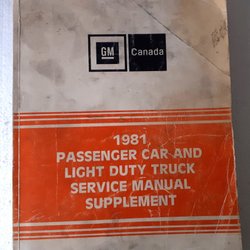 GM Canada
1981
PASSENGER CAR AND
LIGHT DUTY TRUCK
SERVICE MANUAL
SUPPLEMENT